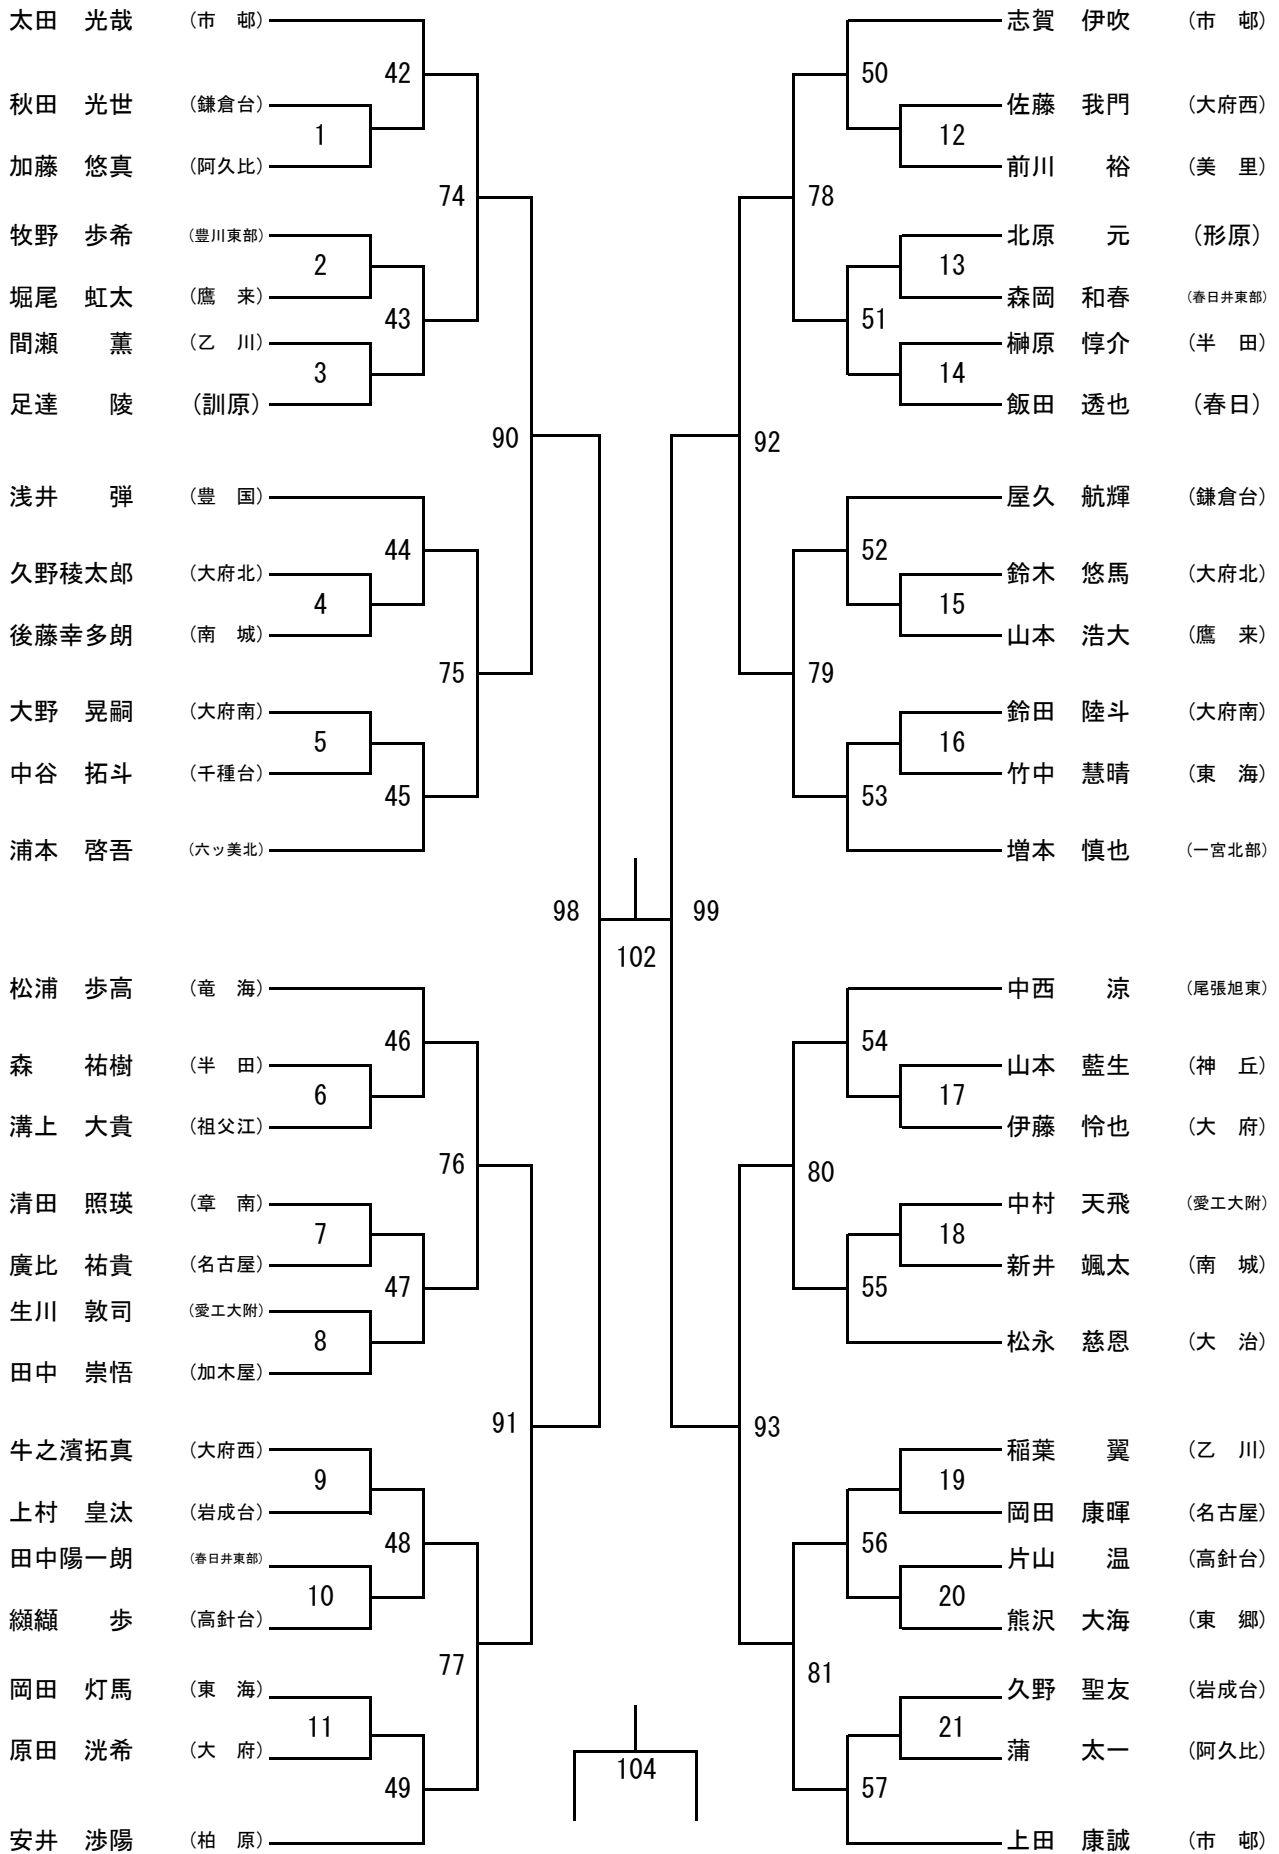 太田　光哉　（市　邨）
42
秋田　光世　（鎌倉台）
1
加藤　悠真　（阿久比）
74
牧野　歩希　（豊川東部）
2
堀尾　虹太　（鷹　来）
43
間瀬　　薫　（乙　川）
3
足達　　陵　（訓原）
90
浅井　　弾　（豊　国）
44
久野稜太郎　（大府北）
4
後藤幸多朗　（南　城）
75
大野　晃嗣　（大府南）
5
中谷　拓斗　（千種台）
45
浦本　啓吾　（六ッ美北）
98
松浦　歩高　（竜　海）
46
森　　祐樹　（半　田）
6
溝上　大貴　（祖父江）
76
清田　照瑛　（章　南）
7
廣比　祐貴　（名古屋）
47
生川　敦司　（愛工大附）
8
田中　崇悟　（加木屋）
91
牛之濱拓真　（大府西）
9
上村　皇汰　（岩成台）
48
田中陽一朗　（春日井東部）
10
纐纈　　歩　（高針台）
77
岡田　灯馬　（東　海）
11
原田　洸希　（大　府）
49
安井　渉陽　（柏　原）
102
104
志賀　伊吹　（市　邨）
50
佐藤　我門　（大府西）
12
前川　　裕　（美　里）
78
北原　　元　（形原）
13
森岡　和春　（春日井東部）
51
榊原　惇介　（半　田）
14
飯田　透也　（春日）
92
屋久　航輝　（鎌倉台）
52
鈴木　悠馬　（大府北）
15
山本　浩大　（鷹　来）
79
鈴田　陸斗　（大府南）
16
竹中　慧晴　（東　海）
53
増本　慎也　（一宮北部）
99
中西　　涼　（尾張旭東）
54
山本　藍生　（神　丘）
17
伊藤　怜也　（大　府）
80
中村　天飛　（愛工大附）
18
新井　颯太　（南　城）
55
松永　慈恩　（大　治）
93
稲葉　　翼　（乙　川）
19
岡田　康暉　（名古屋）
56
片山　　温　（高針台）
20
熊沢　大海　（東　郷）
81
久野　聖友　（岩成台）
21
蒲　　太一　（阿久比）
57
上田　康誠　（市　邨）